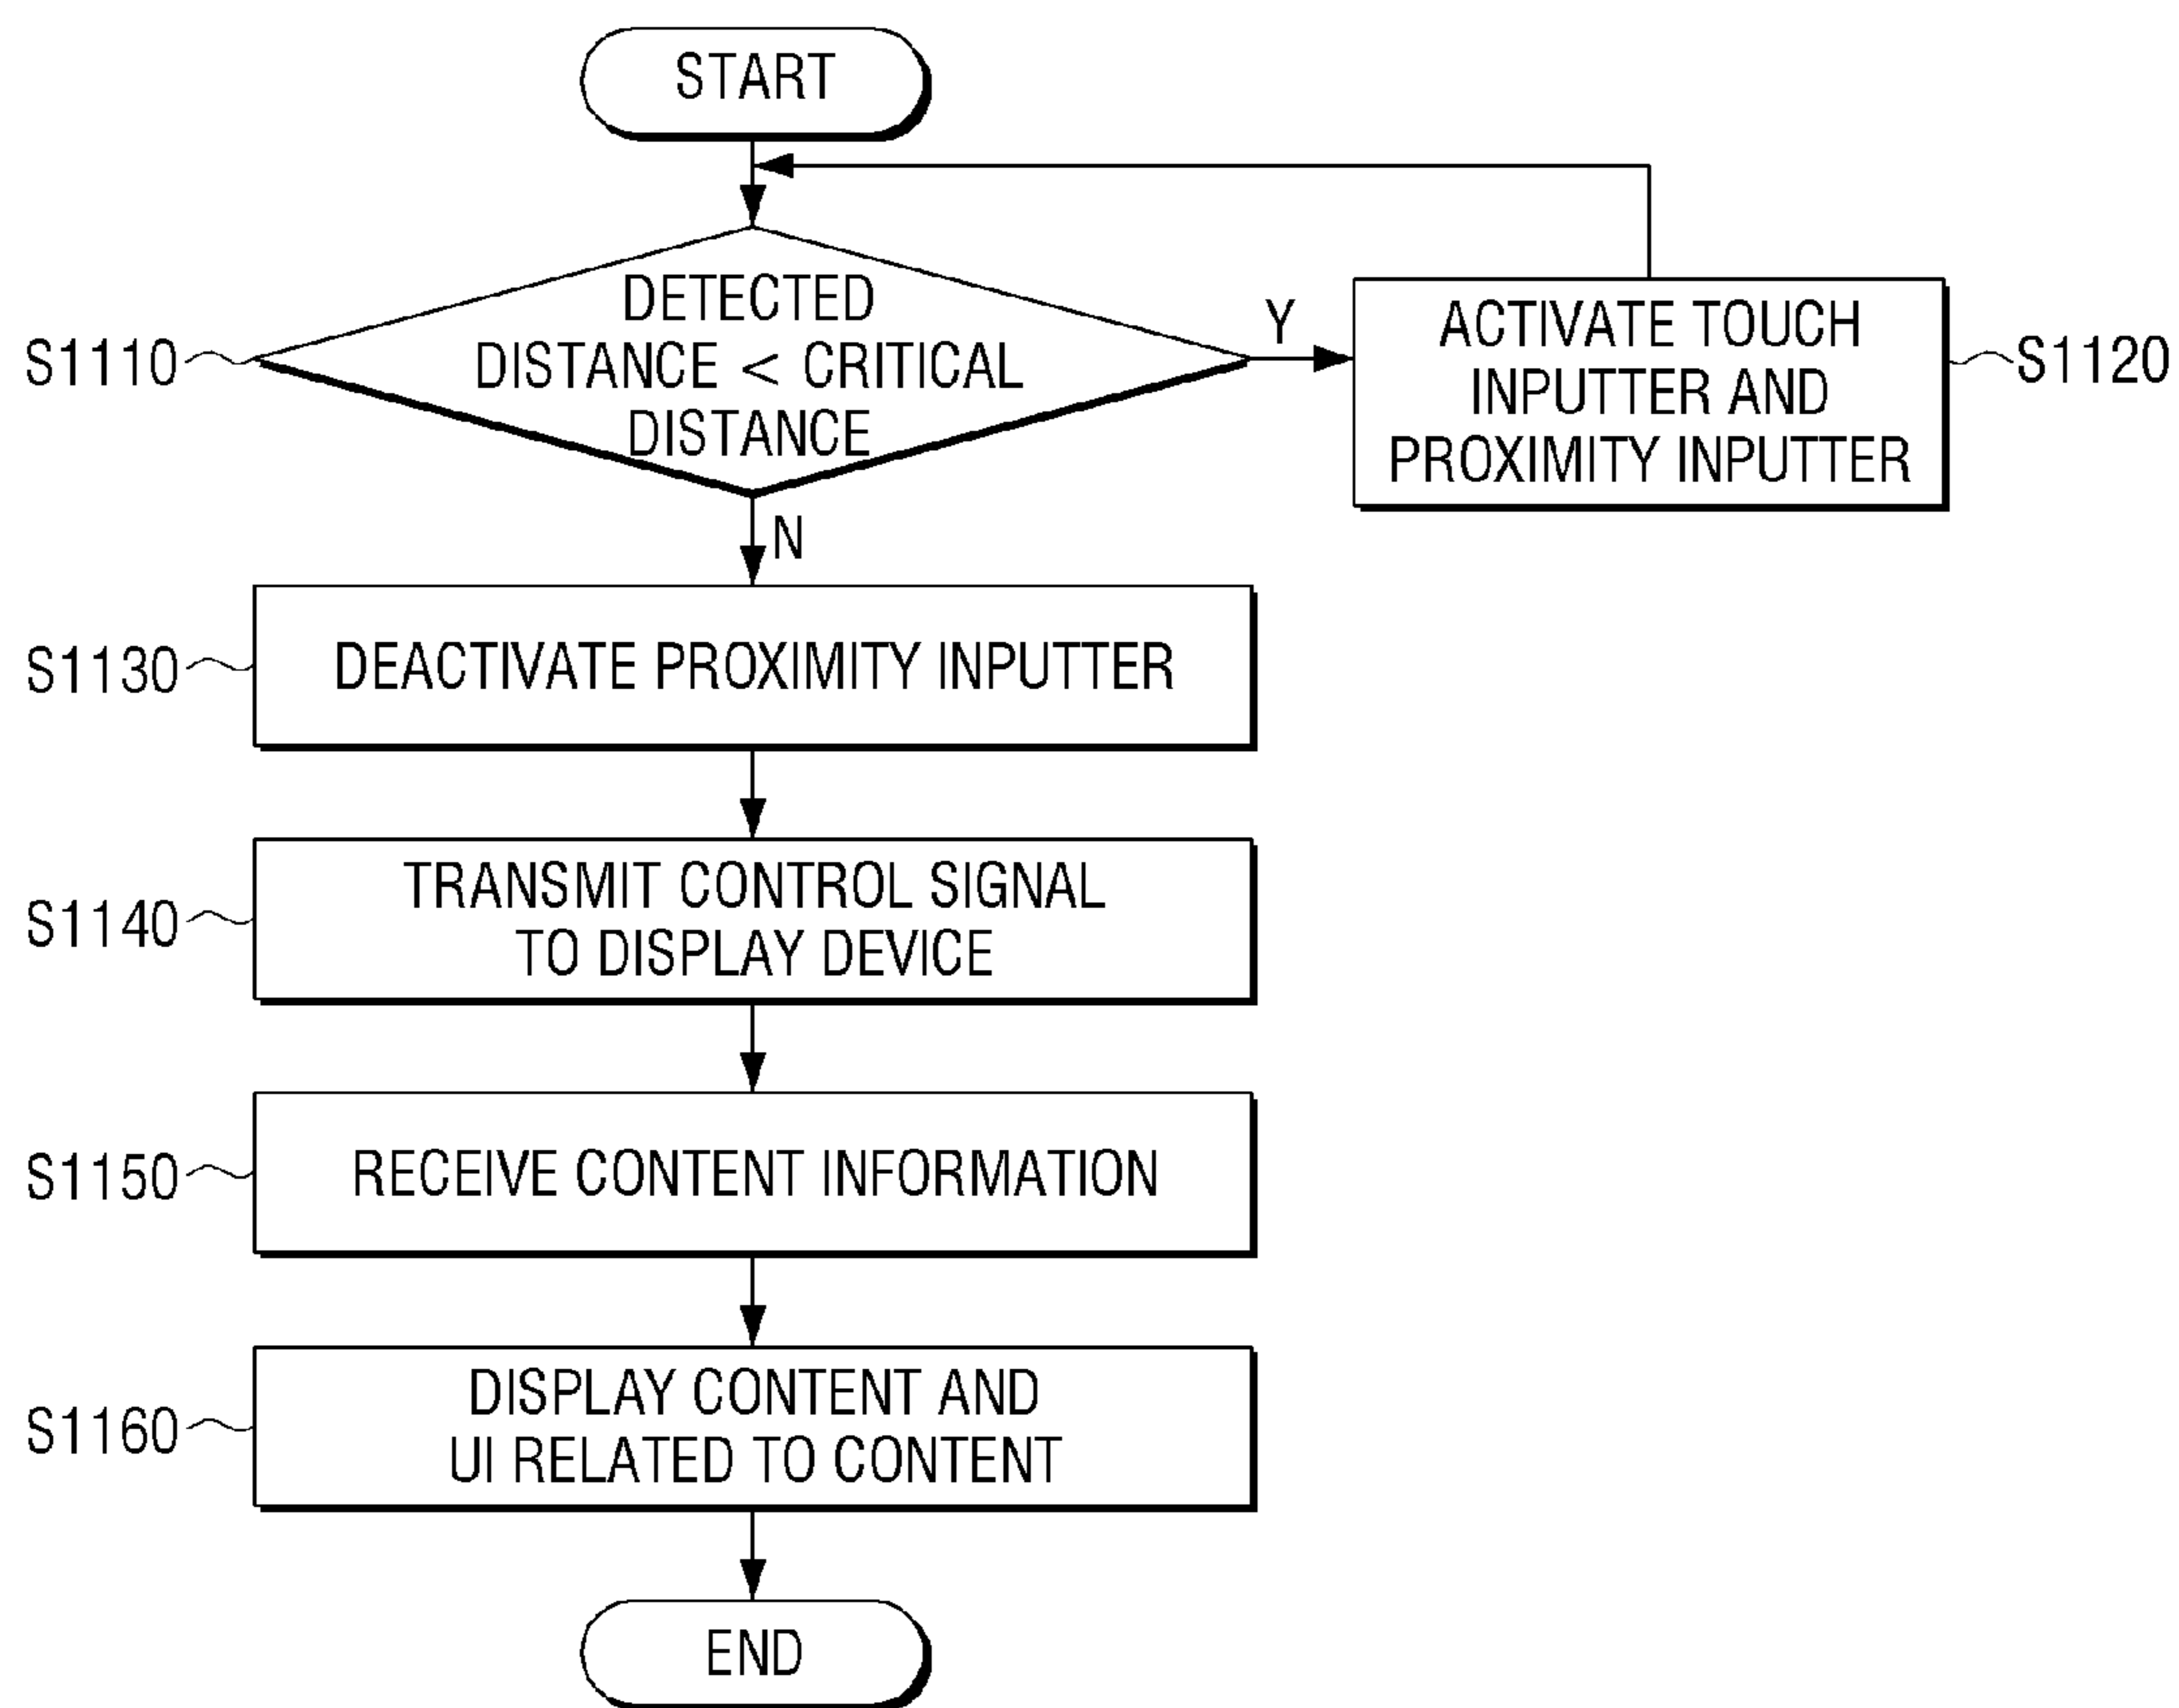 START
S1110
DETECTED
DISTANCE < CRITICAL
DISTANCE
Y
ACTIVATE TOUCH
INPUTTER AND
PROXIMITY INPUTTER
S1120
N
S1130
DEACTIVATE PROXIMITY INPUTTER
S1140
TRANSMIT CONTROL SIGNAL
TO DISPLAY DEVICE
S1150
RECEIVE CONTENT INFORMATION
S1160
DISPLAY CONTENT AND
UI RELATED TO CONTENT
END